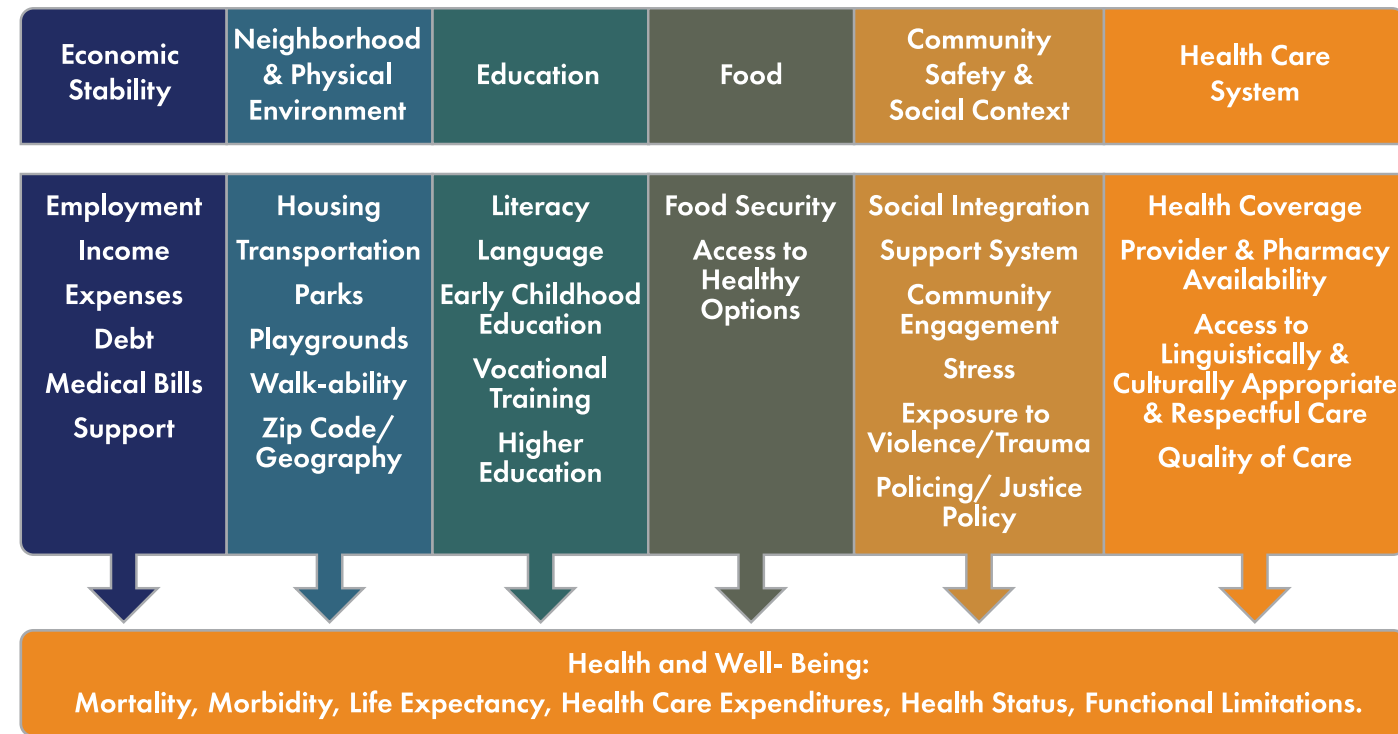 Economic
Stability
Neighborhood
& Physical
Environment
Education
Food
Community
Safety &
Social Context
Health Care
System
Employment
Income
Expenses
Debt
Medical Bills
Support
Housing
Transportation
Parks
Playgrounds
Walk-ability
Zip Code/
Geography
Literacy
Language
Early Childhood
Education
Vocational
Training
Higher
Education
Food Security
Access to
Healthy
Options
Social Integration
Support System
Community
Engagement
Stress
Exposure to
Violence/Trauma
Policing/ Justice
Policy
Health Coverage
Provider & Pharmacy
Availability
Access to
Linguistically &
Culturally Appropriate
& Respectful Care
Quality of Care
Health and Well- Being:
Mortality, Morbidity, Life Expectancy, Health Care Expenditures, Health Status, Functional Limitations.